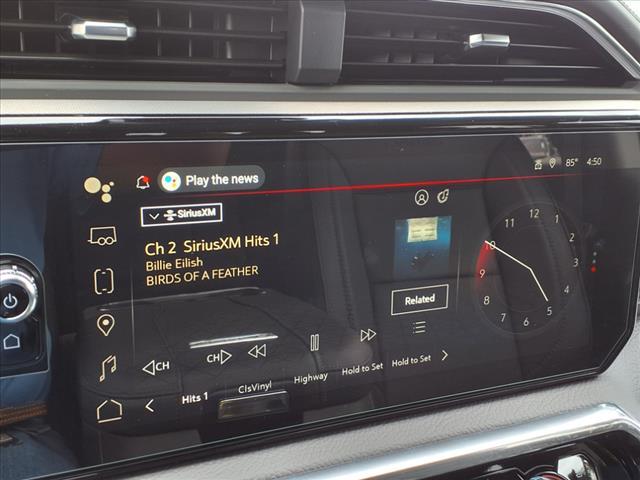 Play the news
85° 4:50
SiriusXM
Ch 2 SiriusXM Hits 1
Billie Eilish
BIRDS OF A FEATHER
Related
11 12 1
10 2
9 3
8 4
7 5
6
CH CH
Hits 1 ClsVinyl Highway Hold to Set Hold to Set